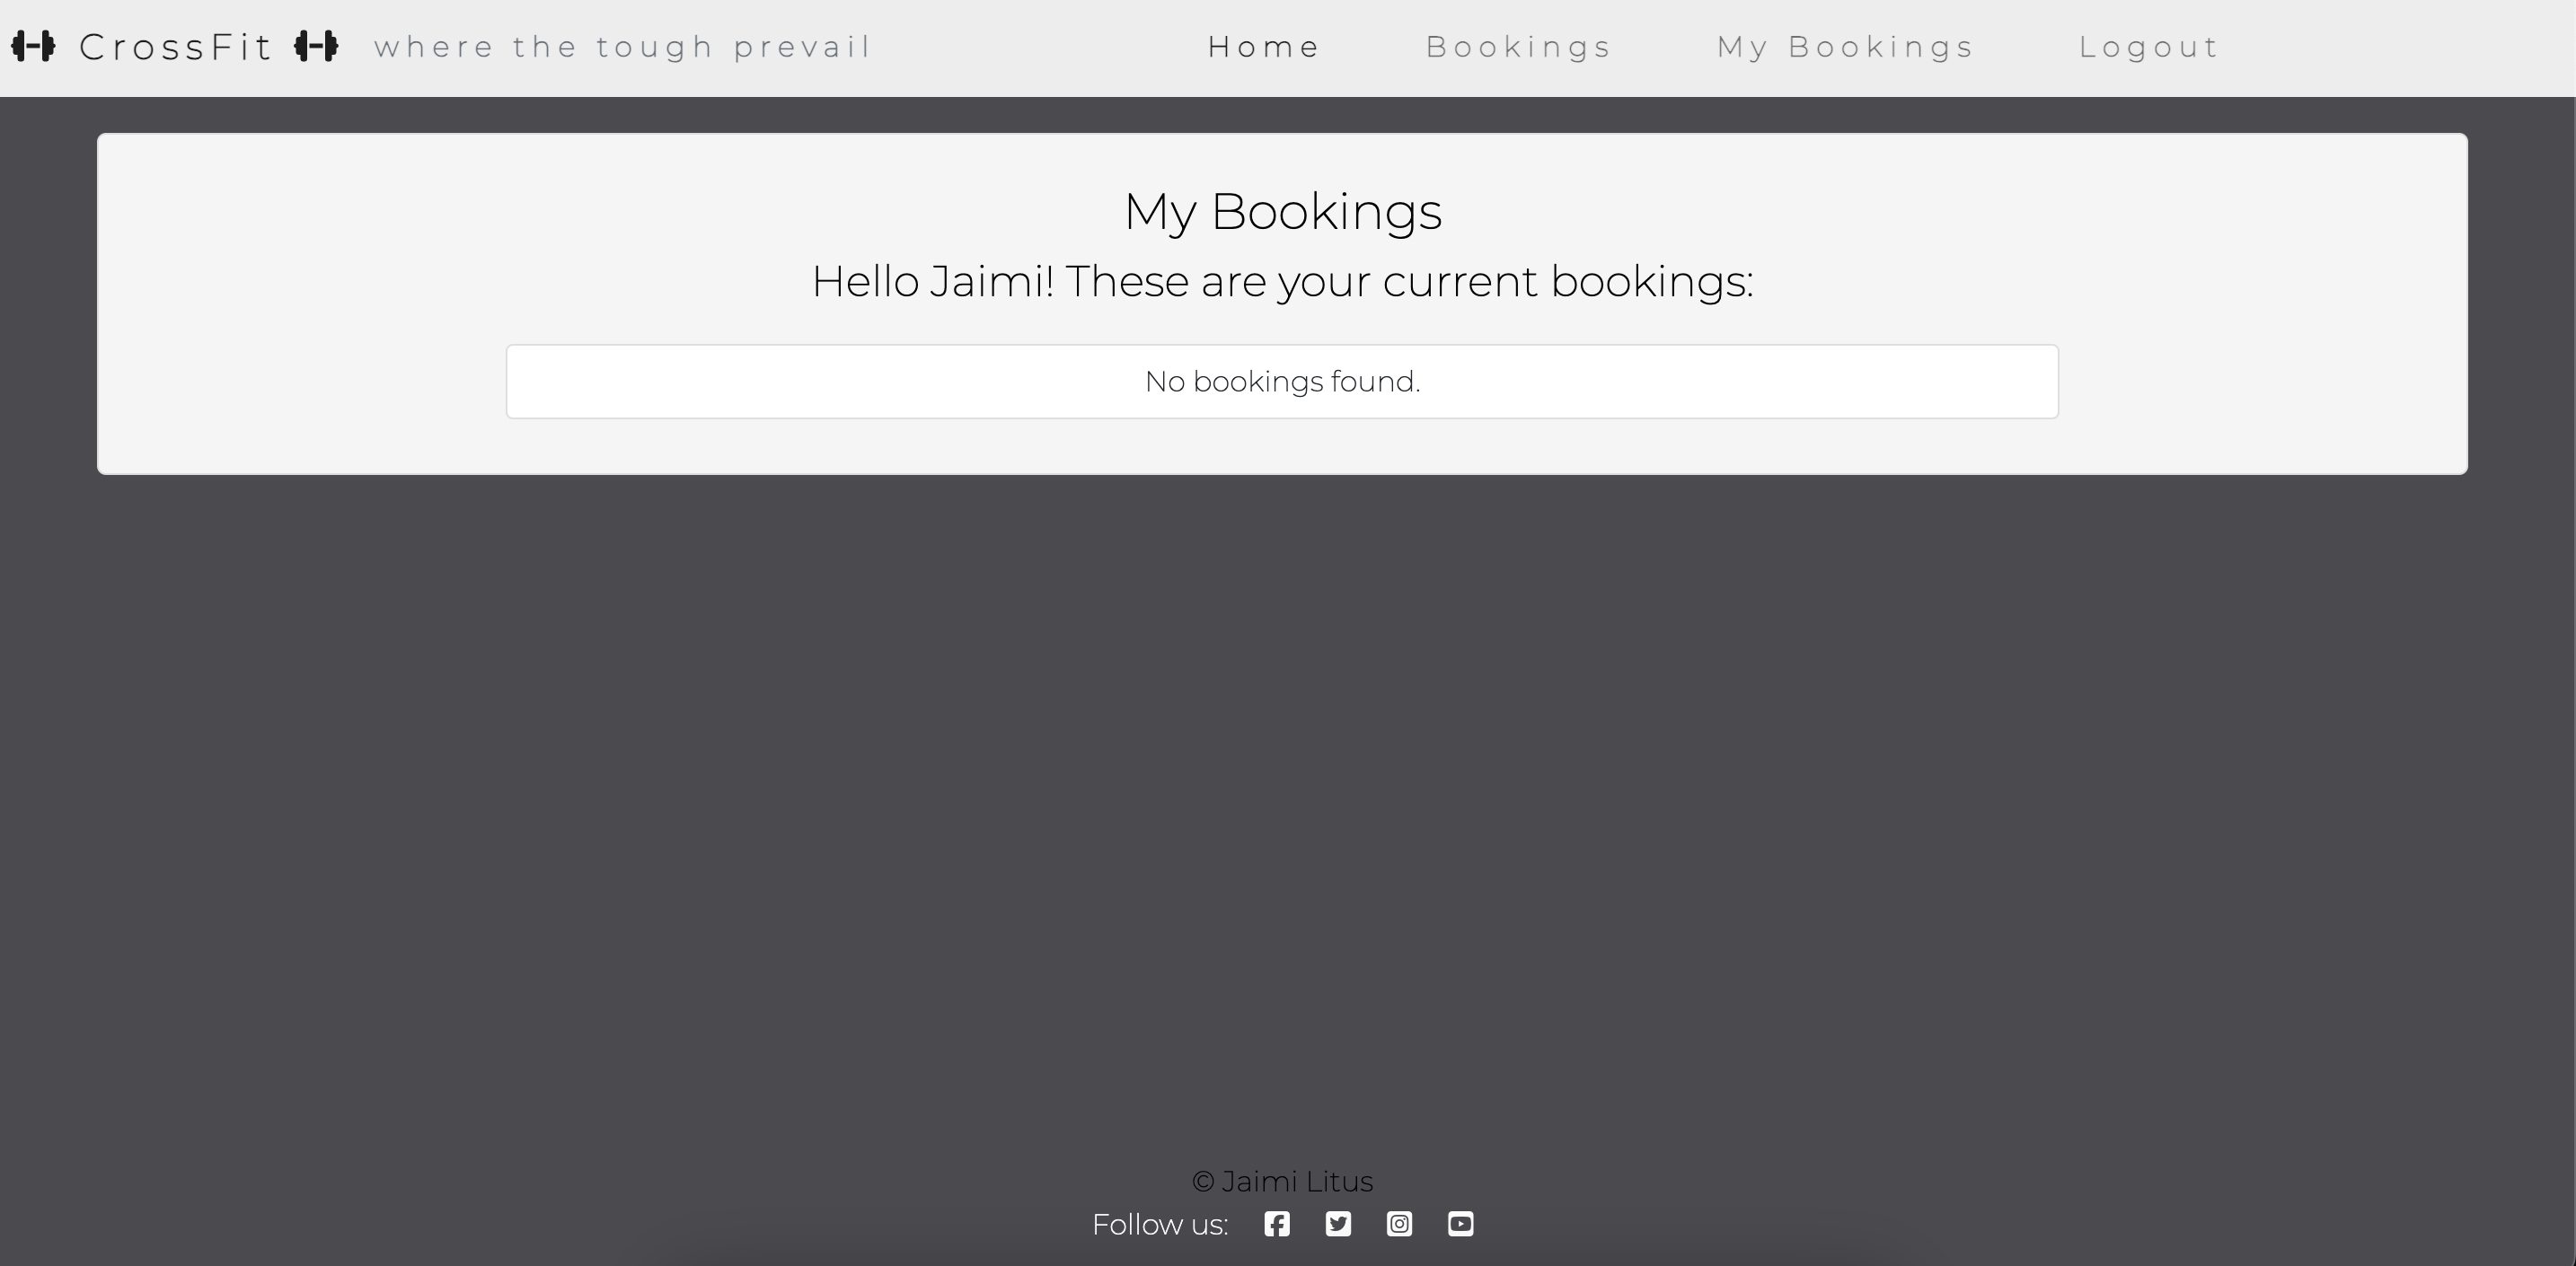 CrossFit where the tough prevail Home Bookings My Bookings Logout
My Bookings
Hello Jaimi! These are your current bookings:
No bookings found.
© Jaimi Litus
Follow us: